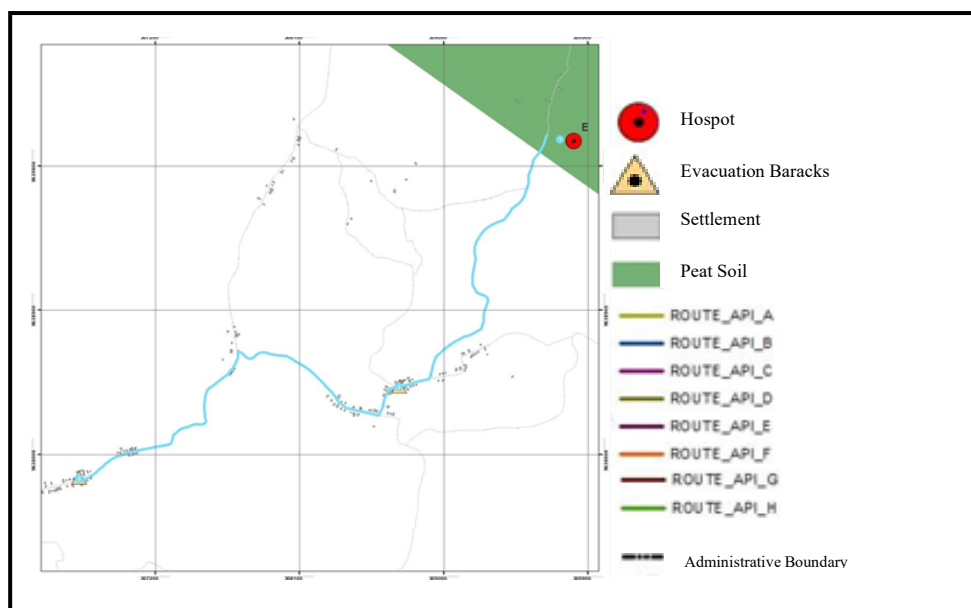 E
Hospot
Evacuation Baracks
Settlement
Peat Soil
ROUTE_API_A
ROUTE_API_B
ROUTE_API_C
ROUTE_API_D
ROUTE_API_E
ROUTE_API_F
ROUTE_API_G
ROUTE_API_H
Administrative Boundary